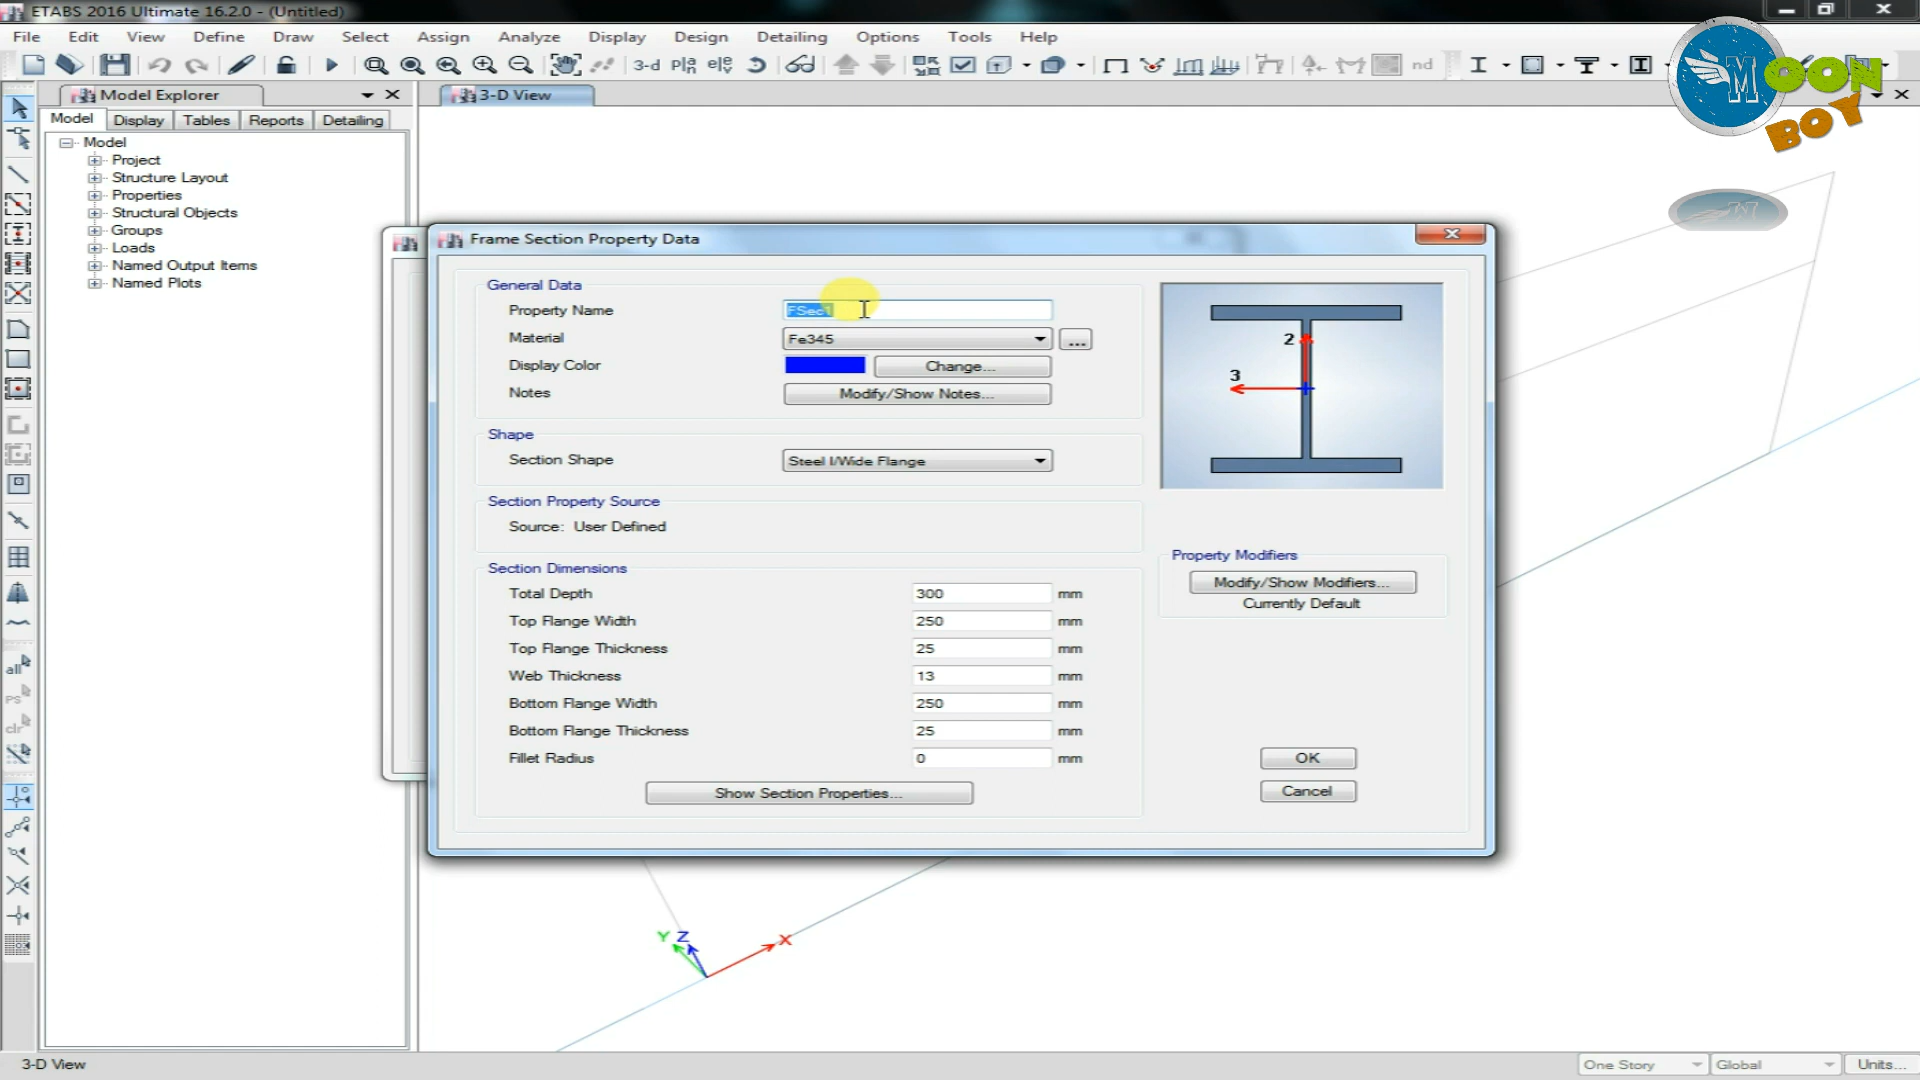 ETABS 2016 Ultimate 16.2.0 - (Untitled)
File Edit View Define Draw Select Assign Analyze Display Design Detailing Options Tools Help
3-d nd
Model Explorer
3-D View
M
OON
BOY
Model Display Tables Reports Detailing
Model
Project
Structure Layout
Properties
Structural Objects
Groups
Loads
Named Output Items
Named Plots
Frame Section Property Data
General Data
Property Name FSec1
Material Fe345 ...
Display Color Change...
Notes Modify/Show Notes...
2
3
Shape
Section Shape Steel I/Wide Flange
Section Property Source
Source: User Defined
Property Modifiers
Modify/Show Modifiers...
Currently Default
Section Dimensions
Total Depth 300 mm
Top Flange Width 250 mm
Top Flange Thickness 25 mm
Web Thickness 13 mm
Bottom Flange Width 250 mm
Bottom Flange Thickness 25 mm
Fillet Radius 0 mm
Show Section Properties...
OK
Cancel
all
ps
clr
Y Z X
3-D View
One Story Global Units...